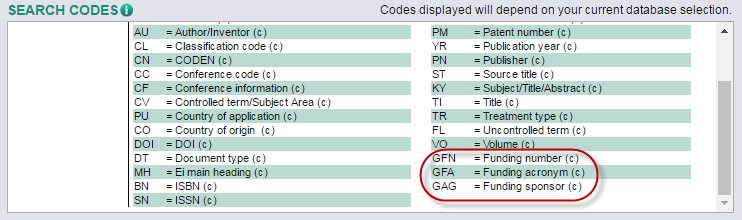 SEARCH CODES
Codes displayed will depend on your current database selection.
AU = Author/Inventor (c)
CL = Classification code (c)
CN = CODEN (c)
CC = Conference code (c)
CF = Conference information (c)
CV = Controlled term/Subject Area (c)
PU = Country of application (c)
CO = Country of origin (c)
DOI = DOI (c)
DT = Document type (c)
MH = Ei main heading (c)
BN = ISBN (c)
SN = ISSN (c)
PM = Patent number (c)
YR = Publication year (c)
PN = Publisher (c)
ST = Source title (c)
KY = Subject/Title/Abstract (c)
TI = Title (c)
TR = Treatment type (c)
FL = Uncontrolled term (c)
VO = Volume (c)
GFN = Funding number (c)
GFA = Funding acronym (c)
GAG = Funding sponsor (c)